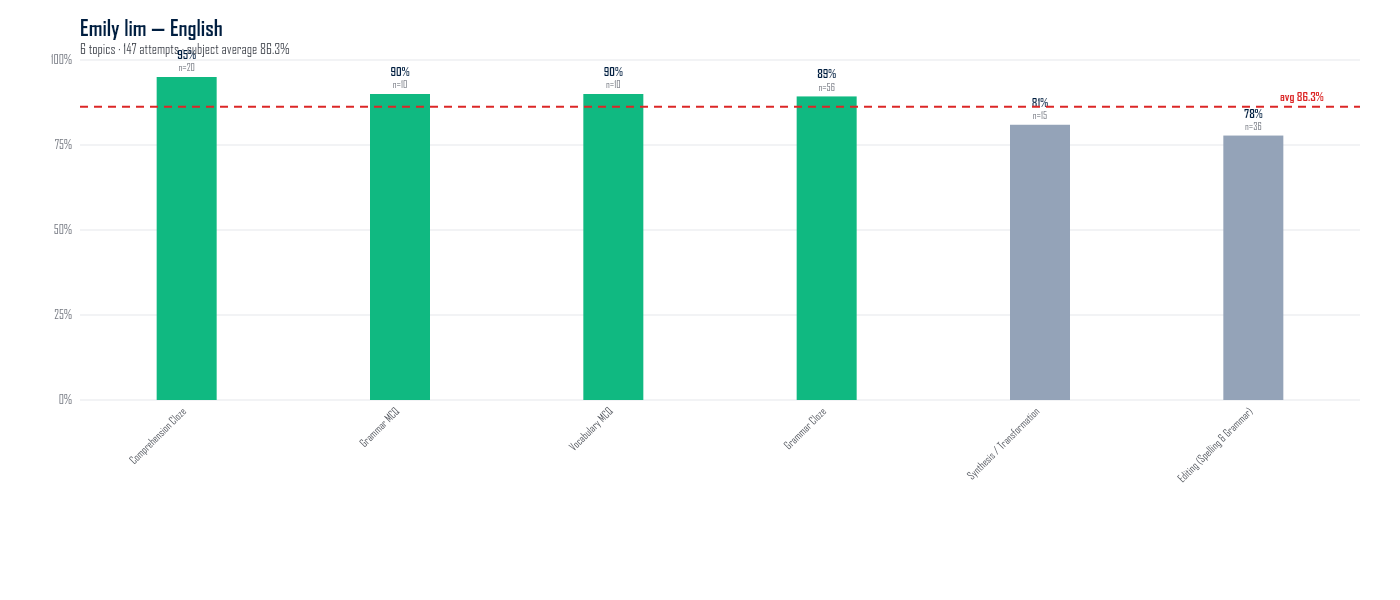 Emily lim — English
6 topics · 147 attempts · subject average 86.3%
100%
75%
50%
25%
0%
95%
n=20
90%
n=10
90%
n=10
89%
n=56
81%
n=15
78%
n=36
avg 86.3%
Comprehension Cloze
Grammar MCQ
Vocabulary MCQ
Grammar Cloze
Synthesis / Transformation
Editing (Spelling & Grammar)